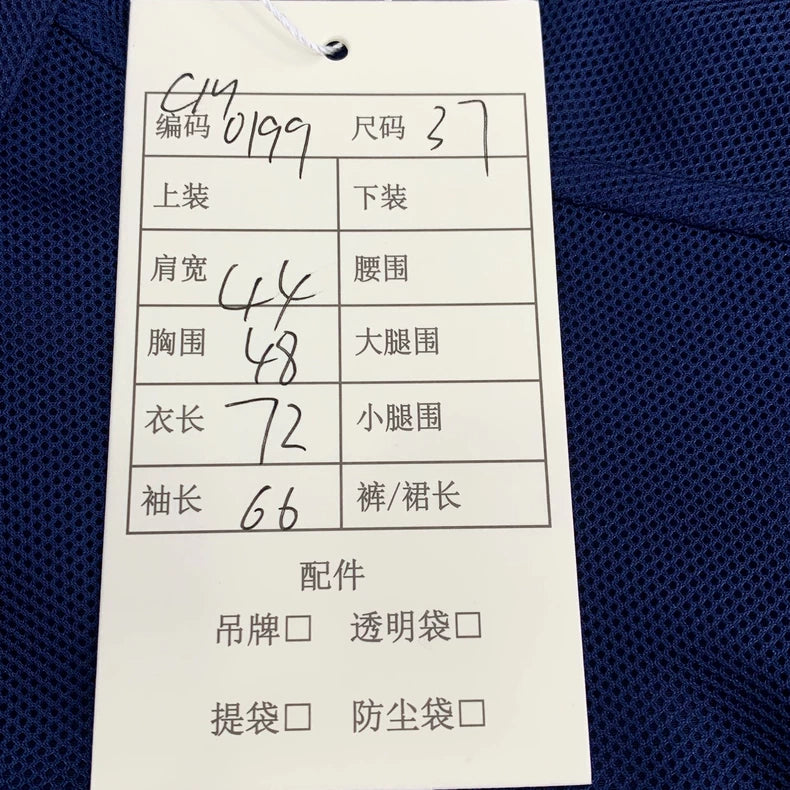 C14
编码 0199 尺码 37
上装 下装
肩宽 44 腰围
胸围 48 大腿围
衣长 72 小腿围
袖长 66 裤/裙长
配件
吊牌□ 透明袋□
提袋□ 防尘袋□